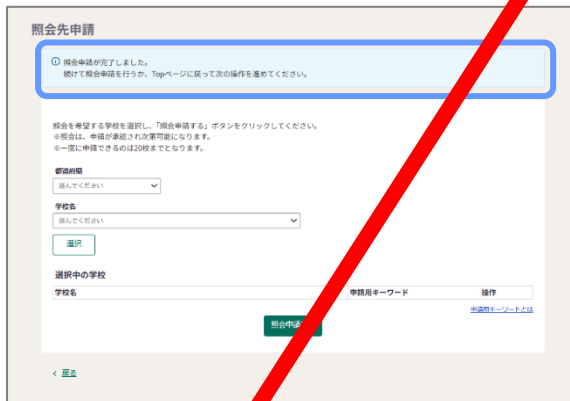 照会先申請
照会申請が完了しました。
続けて照会申請を行うか、Topページに戻って次の操作を進めてください。
照会を希望する学校を選択し、「照会申請する」ボタンをクリックしてください。
※照会は、申請が承認され次第可能になります。
※一度に申請できるのは20校までとなります。
都道府県
選んでください
学校名
選んでください
選択
選択中の学校
学校名 申請用キーワード 操作
申請用キーワードとは
照会申請
戻る